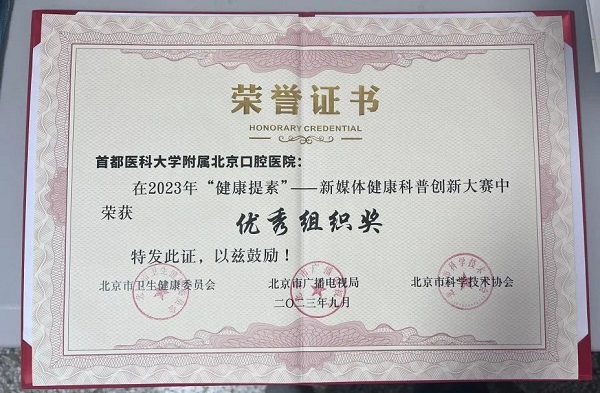 荣誉证书
HONORARY CREDENTIAL
首都医科大学附属北京口腔医院：
在2023年“健康提素”——新媒体健康科普创新大赛中
荣获 优秀组织奖
特发此证，以兹鼓励！
北京市卫生健康委员会 北京市广播电视局 北京市科学技术协会
二〇二三年九月